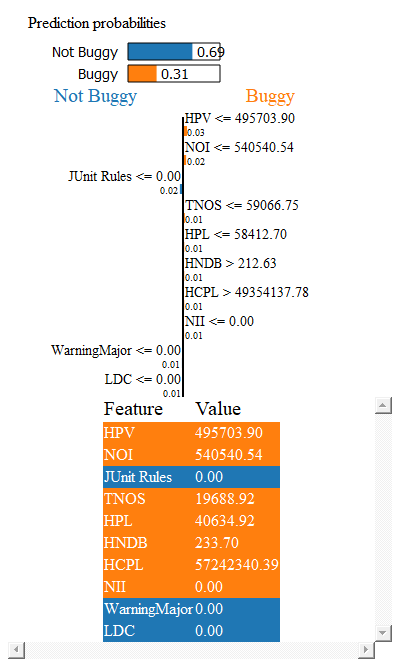 Prediction probabilities
Not Buggy 0.69
Buggy 0.31
Not Buggy Buggy
HPV <= 495703.90
0.03
NOI <= 540540.54
0.02
JUnit Rules <= 0.00
0.02
TNOS <= 59066.75
0.01
HPL <= 58412.70
0.01
HNDB > 212.63
0.01
HCPL > 49354137.78
0.01
NII <= 0.00
0.01
WarningMajor <= 0.00
0.01
LDC <= 0.00
0.01
Feature Value
HPV 495703.90
NOI 540540.54
JUnit Rules 0.00
TNOS 19688.92
HPL 40634.92
HNDB 233.70
HCPL 57242340.39
NII 0.00
WarningMajor 0.00
LDC 0.00